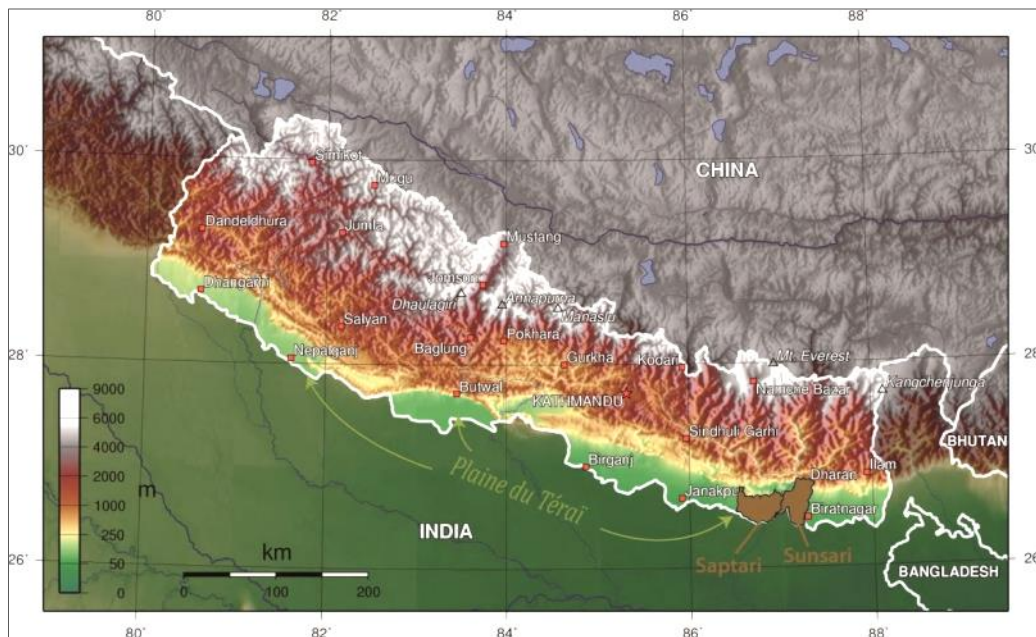 80˚ 82˚ 84˚ 86˚ 88˚
30˚ 30˚
Simikot
CHINA
Mugu
Dandeldhura
Jumla
Mustang
Jomsom
Dhangarhi
Dhaulagiri
Annapurna
Manaslu
Salyan
Pokhara
28˚ 28˚
Nepalganj
Baglung
Gurkha
Kodari
Mt. Everest
9000
Butwal
KATHMANDU
Namche Bazar
Kangchenjunga
6000
4000
Sindhuli Garhi
BHUTAN
2000
Plaine du Téraï
Birganj
Dharan
Ilam
1000
m
Janakpur
500
Biratnagar
250
INDIA
26˚ 26˚
km
Saptari
Sunsari
50
BANGLADESH
0
0 100 200
80˚ 82˚ 84˚ 86˚ 88˚